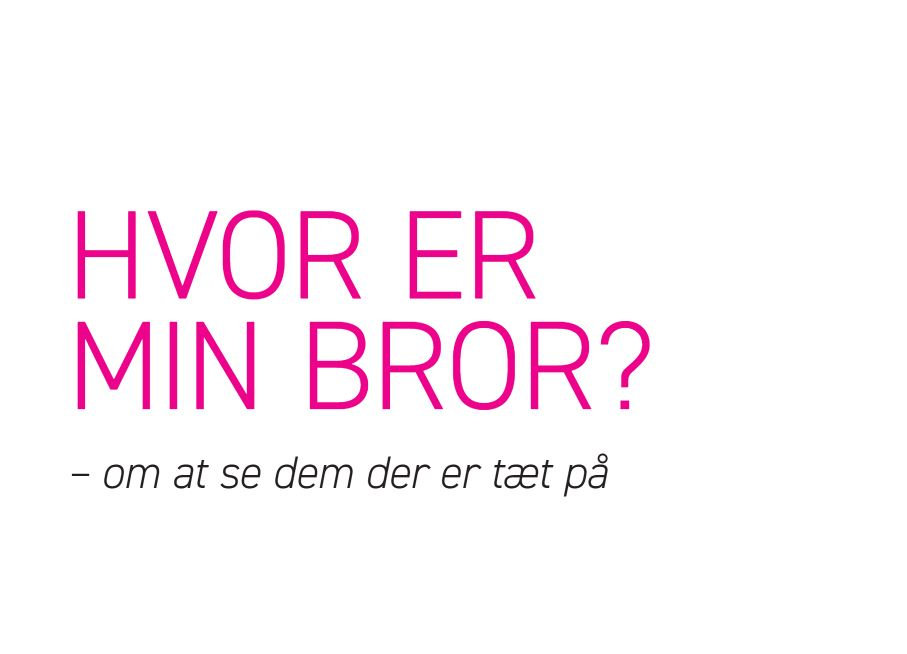 HVOR ER
MIN BROR?
– om at se dem der er tæt på